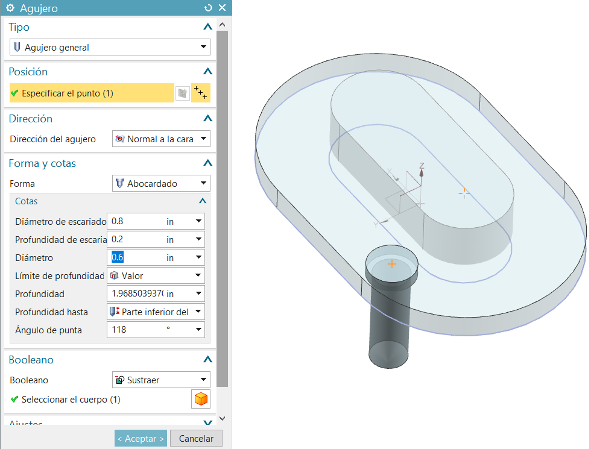 Agujero
Tipo
Agujero general
Posición
Especificar el punto (1)
Dirección
Dirección del agujero Normal a la cara
Forma y cotas
Forma Abocardado
Cotas
Diámetro de escariado 0.8 in
Profundidad de escaria 0.2 in
Diámetro 0.6 in
Límite de profundidad Valor
Profundidad 1.968503937( in
Profundidad hasta Parte inferior del
Ángulo de punta 118 °
Booleano
Booleano Sustraer
Seleccionar el cuerpo (1)
Ajustes
< Aceptar > Cancelar
Z
Y